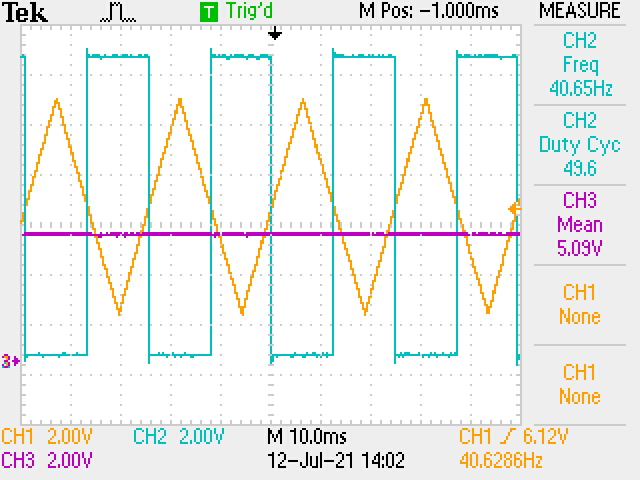 Tek T Trig'd M Pos: -1.000ms MEASURE
CH2
Freq
40.65Hz
CH2
Duty Cyc
49.6
CH3
Mean
5.09V
CH1
None
CH1
None
3
CH1 2.00V CH2 2.00V M 10.0ms CH1 6.12V
CH3 2.00V 12-Jul-21 14:02 40.6286Hz